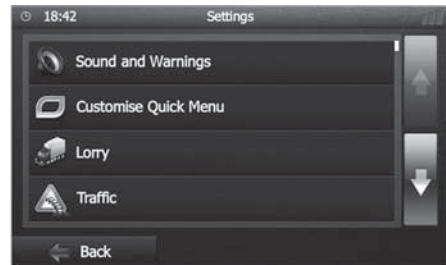 18:42 Settings
Sound and Warnings
Customise Quick Menu
Lorry
Traffic
Back